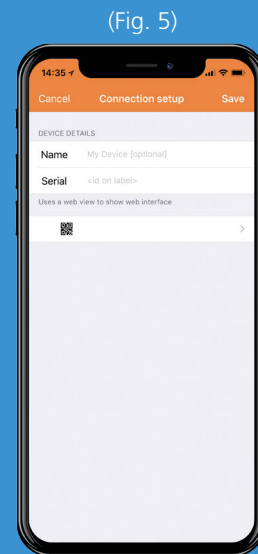 (Fig. 5)
14:35
Cancel Connection setup Save
DEVICE DETAILS
Name My Device [optional]
Serial <id on label>
Uses a web view to show web interface